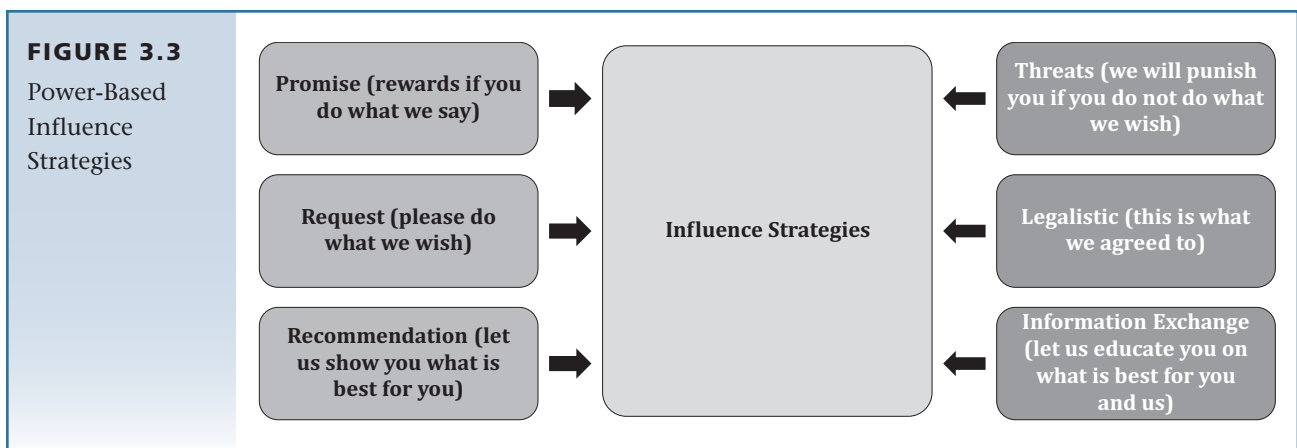 FIGURE 3.3
Power-Based
Influence
Strategies
Promise (rewards if you
do what we say)
Request (please do
what we wish)
Recommendation (let
us show you what is
best for you)
Influence Strategies
Threats (we will punish
you if you do not do what
we wish)
Legalistic (this is what
we agreed to)
Information Exchange
(let us educate you on
what is best for you
and us)